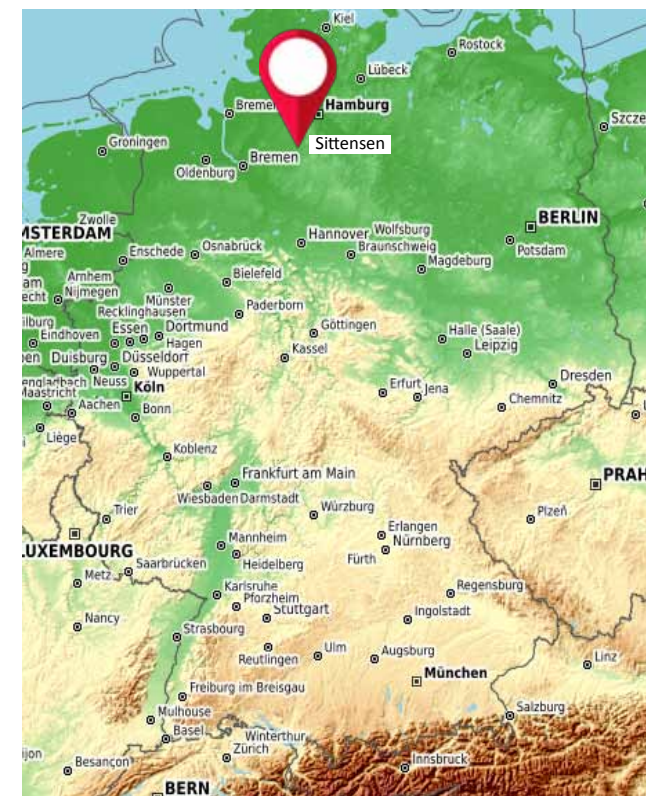 Kiel
Rostock
Lübeck
Hamburg
Szcze
Groningen
Sittensen
Oldenburg
Bremen
Zwolle
MSTERDAM
BERLIN
Almere
Enschede
Osnabrück
Hannover
Wolfsburg
Braunschweig
Potsdam
Magdeburg
Arnhem
Nijmegen
Bielefeld
Münster
Paderborn
Recklinghausen
Essen
Dortmund
Göttingen
Halle (Saale)
Eindhoven
Hagen
Leipzig
Duisburg
Düsseldorf
Kassel
Neuss
Wuppertal
Dresden
Maastricht
Köln
Erfurt
Jena
Chemnitz
Aachen
Bonn
Liège
Koblenz
Frankfurt am Main
PRAH
Wiesbaden
Darmstadt
Trier
Würzburg
Plzeň
Erlangen
Mannheim
Nürnberg
UXEMBOURG
Heidelberg
Fürth
Saarbrücken
Metz
Karlsruhe
Regensburg
Pforzheim
Stuttgart
Ingolstadt
Nancy
Strasbourg
Reutlingen
Ulm
Augsburg
Linz
München
Freiburg im Breisgau
Salzburg
Mulhouse
Basel
Winterthur
Zürich
Innsbruck
Besançon
BERN